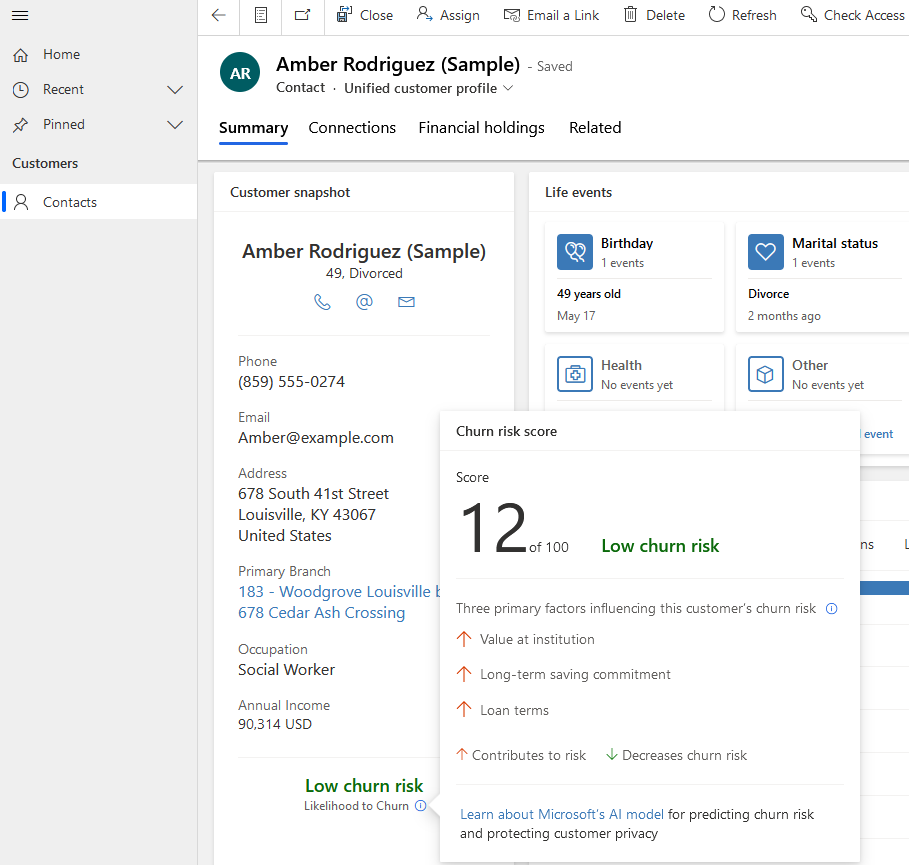 Close
Assign
Email a Link
Delete
Refresh
Check Access
Home
Recent
Pinned
Customers
Contacts
AR
Amber Rodriguez (Sample) - Saved
Contact · Unified customer profile
Summary
Connections
Financial holdings
Related
Customer snapshot
Amber Rodriguez (Sample)
49, Divorced
Phone
(859) 555-0274
Email
Amber@example.com
Address
678 South 41st Street
Louisville, KY 43067
United States
Primary Branch
183 - Woodgrove Louisville
678 Cedar Ash Crossing
Occupation
Social Worker
Annual Income
90,314 USD
Low churn risk
Likelihood to Churn
Life events
Birthday
1 events
49 years old
May 17
Marital status
1 events
Divorce
2 months ago
Health
No events yet
Other
No events yet
event
Churn risk score
Score
12 of 100
Low churn risk
Three primary factors influencing this customer's churn risk
Value at institution
Long-term saving commitment
Loan terms
↑ Contributes to risk ↓ Decreases churn risk
Learn about Microsoft's AI model for predicting churn risk
and protecting customer privacy